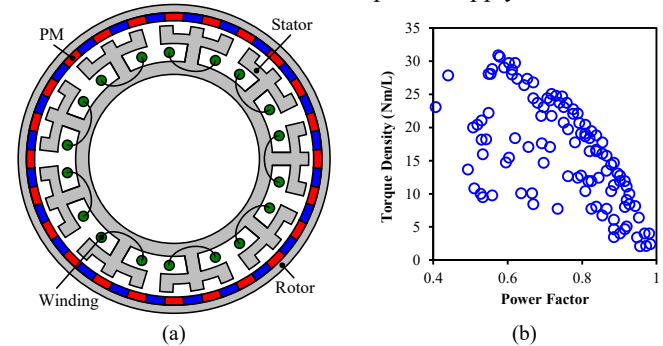 PM
Stator
Winding
Rotor
(a)
Torque Density (Nm/L)
35
30
25
20
15
10
5
0
0.4 0.6 0.8 1
Power Factor
(b)